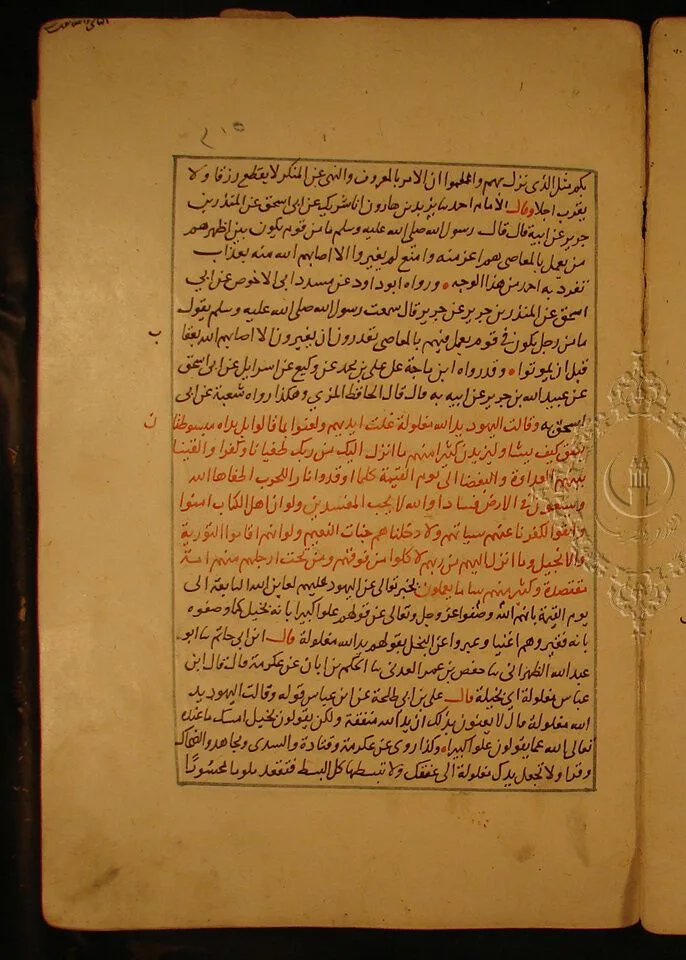 الثاني والستا عت
٢١٥
بكم مثل الذي نزل بهم واعلموا ان الامر بالمعروف والنهي عن المنكر لا يقطع رزقا ولا
يقرب اجلا وقال الامام احمد ثنا يزيد بن هارون انا شريك عن ابي اسحق عن المنذر بن
جرير عن ابيه قال قال رسول الله صلى الله عليه وسلم ما من قوم يكون بين اظهرهم
من يعمل بالمعاصي هم اعز منه وامنع لم يغيروا الا اصابهم الله منه بعذاب
تفرد به احمد من هذا الوجه ورواه ابو داود عن مسدد عن ابي الاحوص عن ابي
اسحق عن المنذر بن جرير عن جرير قال سمعت رسول الله صلى الله عليه وسلم يقول
ما من رجل يكون في قوم يعمل فيهم بالمعاصي يقدرون ان يغيرون الا اصابهم الله بعقا ب
قبل ان يموتوا وقد رواه ابن ماجة عن علي بن محمد عن وكيع عن اسرايل عن ابي اسحق
عن عبيد الله بن جرير عن ابيه به قال قال الحافظ المزي وهكذا رواه شعبة عن ابي
اسحق به وقالت اليهود يد الله مغلولة غلت ايديهم ولعنوا بما قالوا بل يداه مبسوطتا ن
ينفق كيف يشا وليزيدن كثيرا منهم ما انزل اليك من ربك طغيانا وكفرا والقينا
بينهم العداوة والبغضا الى يوم القيمة كلما اوقدوا نارا للحرب اطفاها الله
ويسعون في الارض فسادا والله لا يحب المفسدين ولو ان اهل الكتاب امنوا
واتقوا لكفرنا عنهم سياتهم ولادخلناهم جنات النعيم ولو انهم اقاموا التورية
والانجيل وما انزل اليهم من ربهم لاكلوا من فوقهم ومن تحت ارجلهم منهم امة
مقتصدة وكثير منهم سا ما يعملون يخبر تعالى عن اليهود عليهم لعاين الله التابعة الى
يوم القيمة بانهم الله وصفوا عز وجل وتعالى عن قولهم علوا كبيرا بانه بخيل كما وصفوه
بانه فقير وهم اغنيا وعبروا عن البخل بقولهم يد الله مغلولة قال ابن ابي حاتم ثنا ابو
عبد الله الطهراني ثنا حفص بن عمر العدني ثنا الحكم بن ابان عن عكرمة قال قال ابن
عباس مغلولة اي بخيلة قال علي بن ابي طلحة عن ابن عباس قوله وقالت اليهود يد
الله مغلولة قال لا يعنون بذلك ان يد الله منفقة ولكن يقولون بخيل امسك ما عنده
تعالى الله عما يقولون علوا كبيرا وكذا روي عن عكرمة وقتادة والسدي ومجاهد والضحاك
وقرا ولا تجعل يدك مغلولة الى عنقك ولا تبسطها كل البسط فتقعد ملوما محسورا